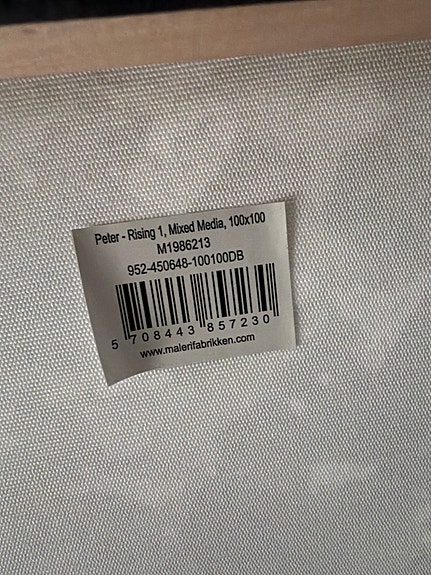 Peter - Rising 1, Mixed Media, 100x100
M1986213
952-450648-100100DB
5 708443 857230
www.malerifabrikken.com